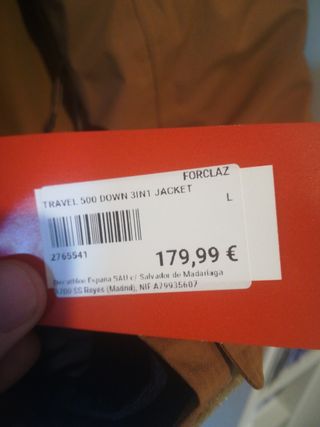 FORCLAZ
TRAVEL 500 DOWN 3IN1 JACKET
L
2765541
179,99 €
Decathlon España SAU c/ Salvador de Madariaga
SS Reyes (Madrid), NIF A79935607